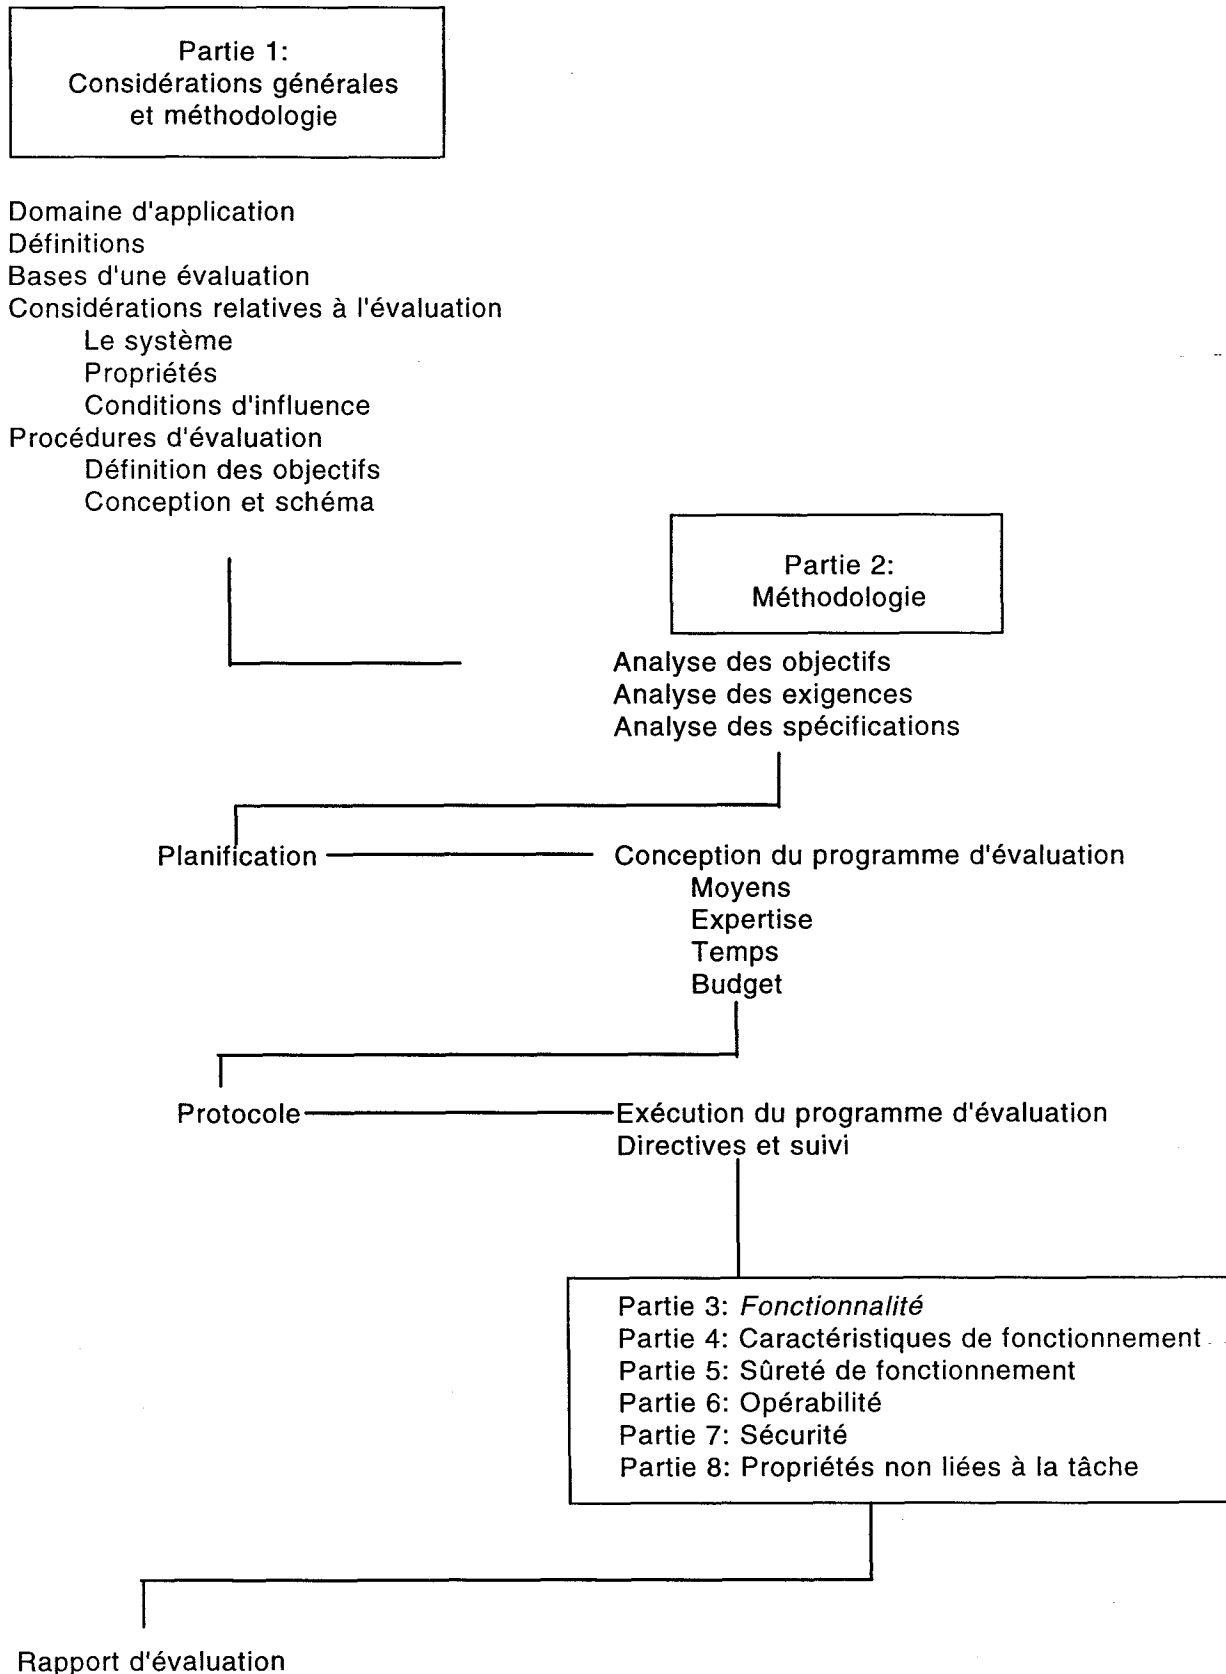 Partie 1:
Considérations générales
et méthodologie
Domaine d'application
Définitions
Bases d'une évaluation
Considérations relatives à l'évaluation
Le système
Propriétés
Conditions d'influence
Procédures d'évaluation
Définition des objectifs
Conception et schéma
Partie 2:
Méthodologie
Analyse des objectifs
Analyse des exigences
Analyse des spécifications
Planification
Conception du programme d'évaluation
Moyens
Expertise
Temps
Budget
Protocole
Exécution du programme d'évaluation
Directives et suivi
Partie 3: Fonctionnalité
Partie 4: Caractéristiques de fonctionnement
Partie 5: Sûreté de fonctionnement
Partie 6: Opérabilité
Partie 7: Sécurité
Partie 8: Propriétés non liées à la tâche
Rapport d'évaluation